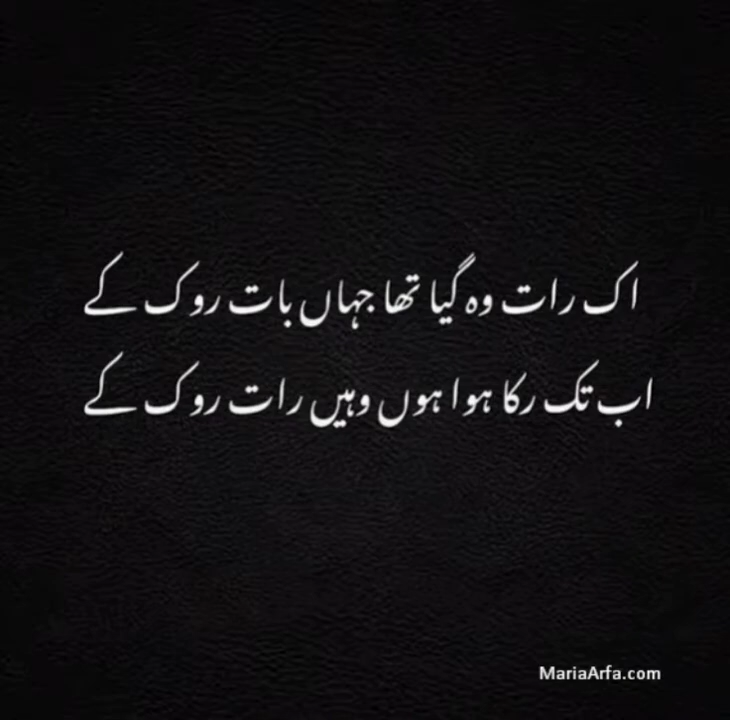 اک رات وہ گیا تھا جہاں بات روک کے
اب تک رکا ہوا ہوں وہیں رات روک کے
MariaArfa.com